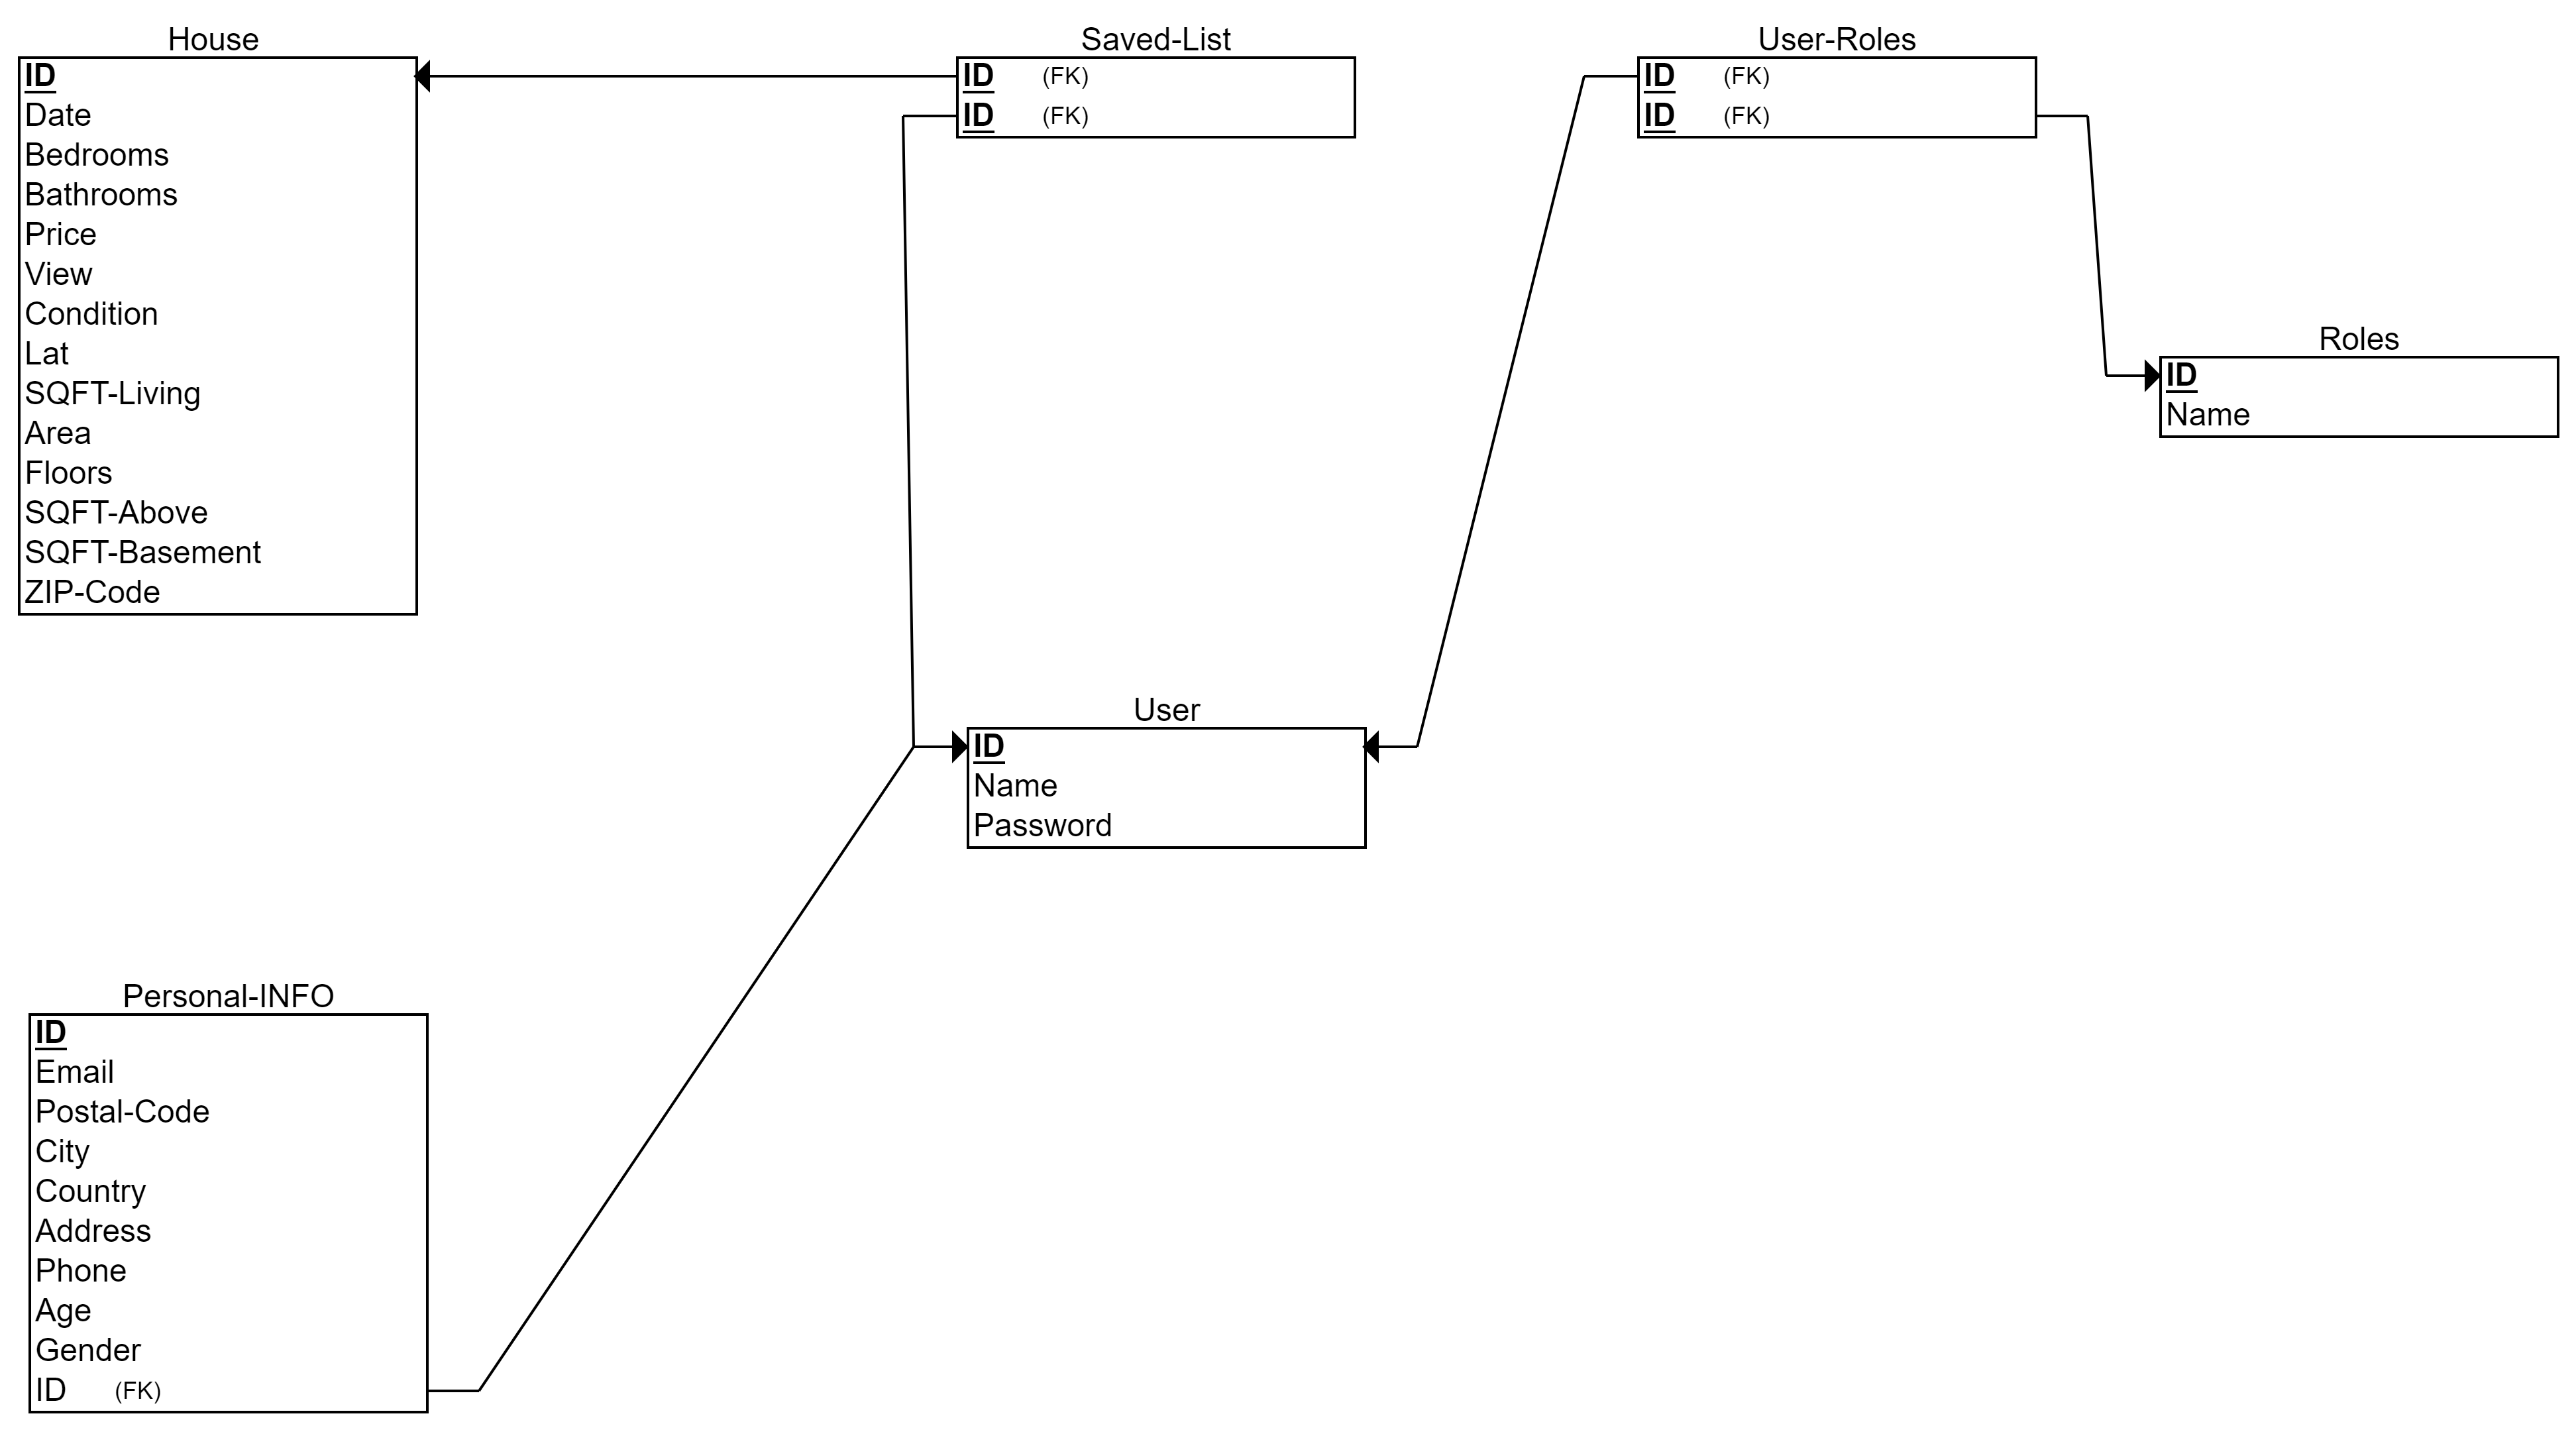 House
ID
Date
Bedrooms
Bathrooms
Price
View
Condition
Lat
SQFT-Living
Area
Floors
SQFT-Above
SQFT-Basement
ZIP-Code
Saved-List
ID (FK)
ID (FK)
User-Roles
ID (FK)
ID (FK)
Roles
ID
Name
User
ID
Name
Password
Personal-INFO
ID
Email
Postal-Code
City
Country
Address
Phone
Age
Gender
ID (FK)